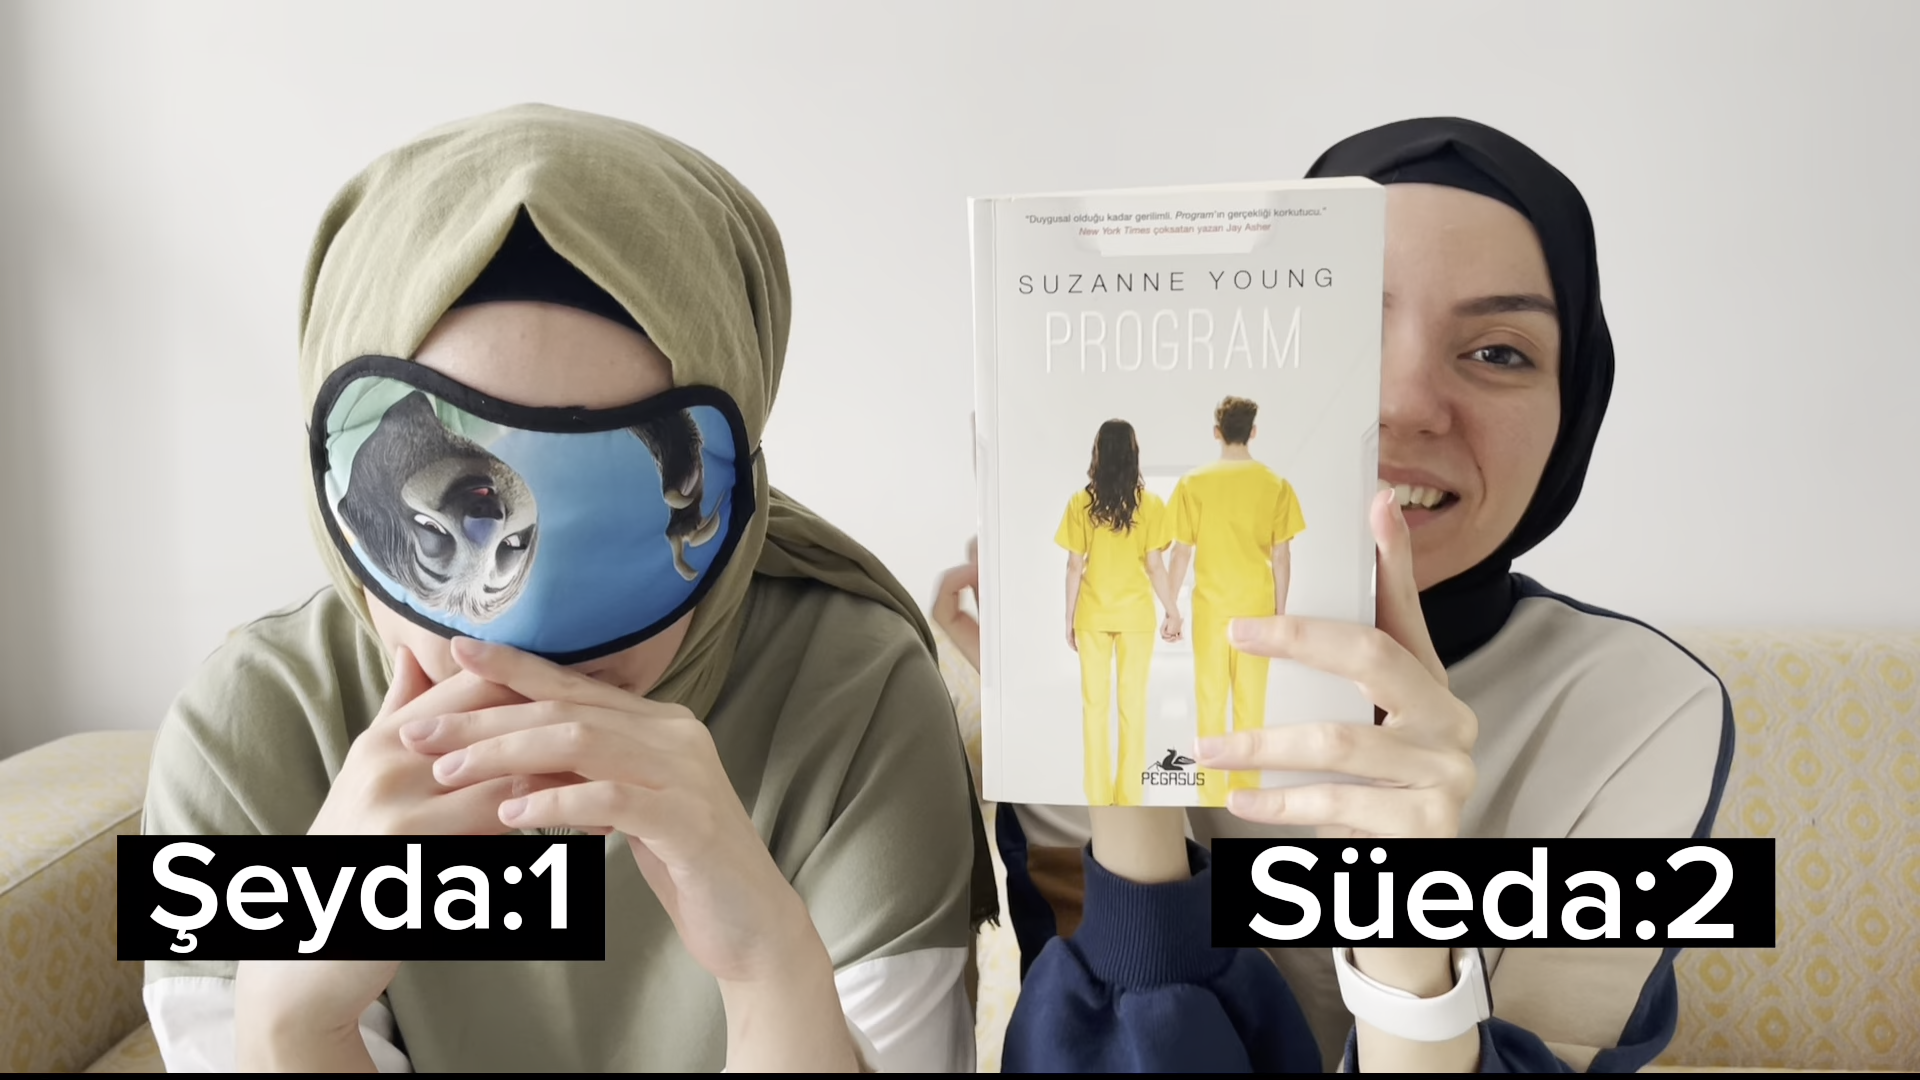 "Duygusal olduğu kadar gerilimli. Program'ın gerçekliği korkutucu."
New York Times çoksatan yazarı Jay Asher
SUZANNE YOUNG
PROGRAM
PEGASUS
Şeyda:1
Süeda:2